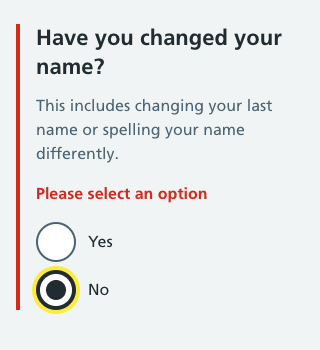 Have you changed your
name?
This includes changing your last
name or spelling your name
differently.
Please select an option
Yes
No